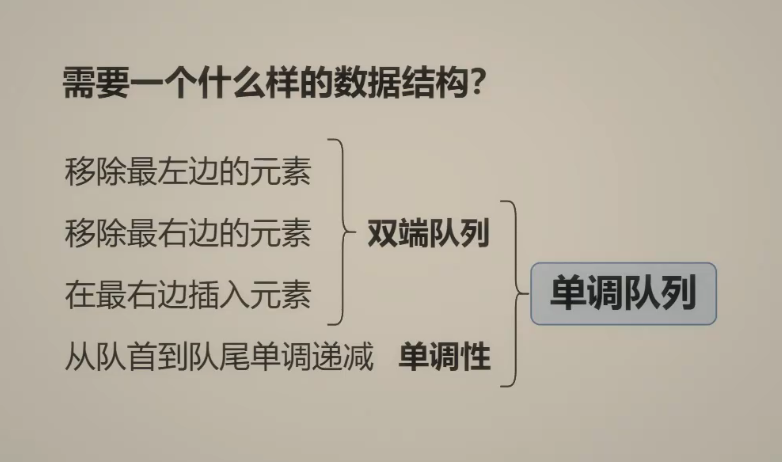 需要一个什么样的数据结构？
移除最左边的元素
移除最右边的元素
双端队列
在最右边插入元素
单调队列
从队首到队尾单调递减 单调性